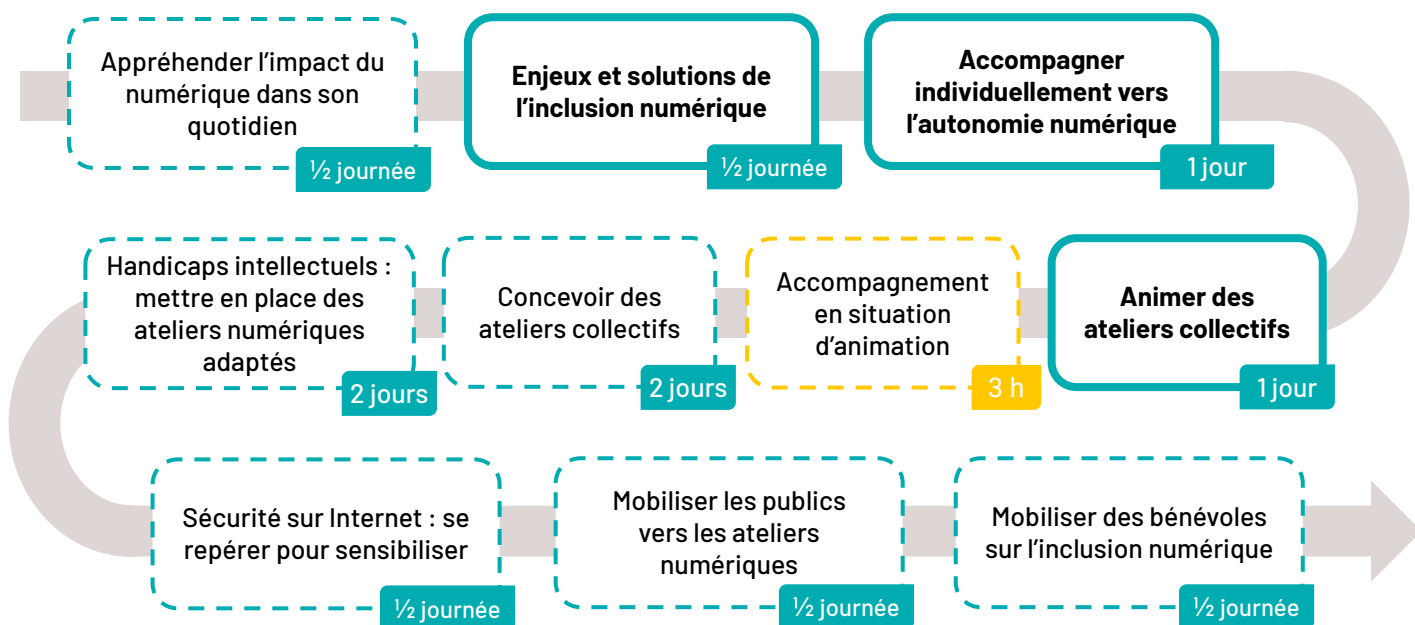 Appréhender l’impact du
numérique dans son
quotidien
½ journée
Enjeux et solutions de
l’inclusion numérique
½ journée
Accompagner
individuellement vers
l’autonomie numérique
1 jour
Animer des
ateliers collectifs
1 jour
Accompagnement
en situation
d’animation
3 h
Concevoir des
ateliers collectifs
2 jours
Handicaps intellectuels :
mettre en place des
ateliers numériques
adaptés
2 jours
Sécurité sur Internet : se
repérer pour sensibiliser
½ journée
Mobiliser les publics
vers les ateliers
numériques
½ journée
Mobiliser des bénévoles
sur l’inclusion numérique
½ journée